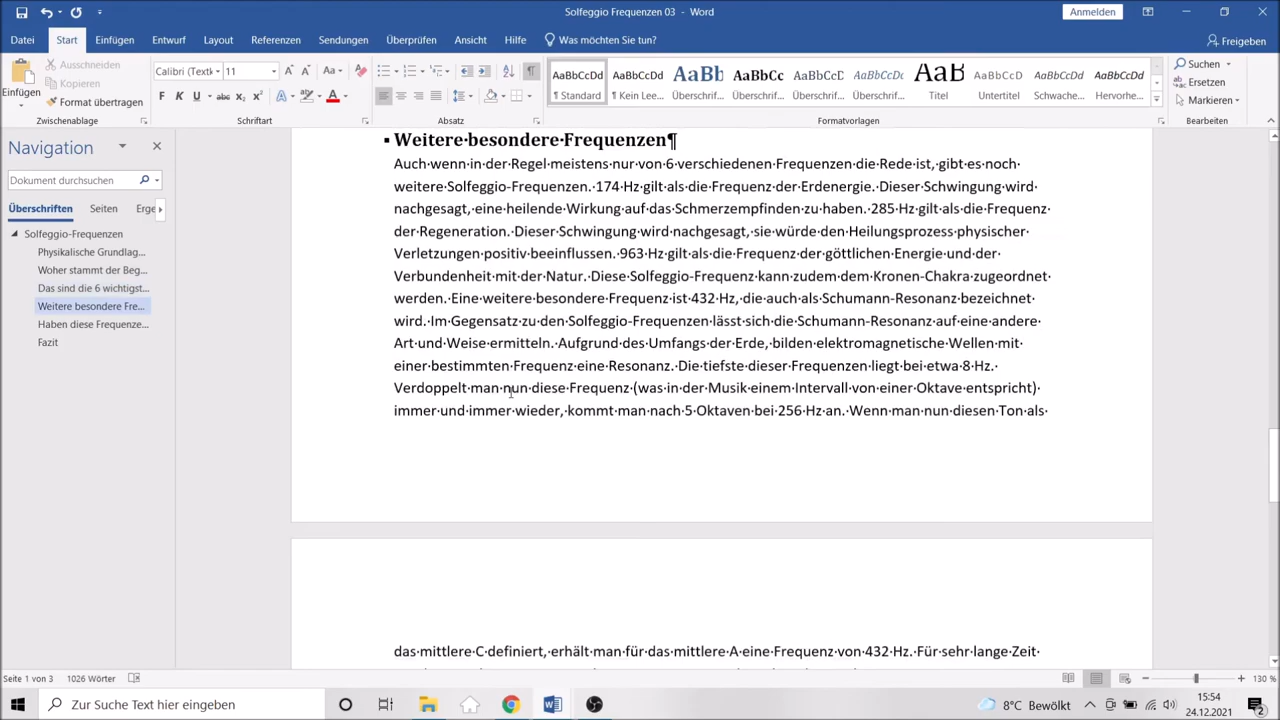 Solfeggio Frequenzen 03 - Word
Anmelden
Datei Start Einfügen Entwurf Layout Referenzen Sendungen Überprüfen Ansicht Hilfe Was möchten Sie tun? Freigeben
Einfügen
Ausschneiden
Kopieren
Format übertragen
Calibri (Textk 11
F K U abc x₂ x²
Aa
AaBbCcDd AaBbCcDd AaBb AaBbCc AaBbCcD AaBbCcD AaB AaBbCcD AaBbCcDd AaBbCcDd
¶ Standard ¶ Kein Lee... Überschrif... Überschrif... Überschrif... Überschrif... Titel Untertitel Schwache... Hervorhe...
Suchen
Ersetzen
Markieren
Zwischenablage Schriftart Absatz Formatvorlagen Bearbeiten
Navigation
Dokument durchsuchen
Überschriften Seiten Erge
Solfeggio-Frequenzen
Physikalische Grundlag...
Woher stammt der Beg...
Das sind die 6 wichtigst...
Weitere besondere Fre...
Haben diese Frequenze...
Fazit
Weitere·besondere·Frequenzen¶
Auch·wenn·in·der·Regel·meistens·nur·von·6·verschiedenen·Frequenzen·die·Rede·ist,·gibt·es·noch·
weitere·Solfeggio-Frequenzen.·174·Hz·gilt·als·die·Frequenz·der·Erdenergie.·Dieser·Schwingung·wird·
nachgesagt,·eine·heilende·Wirkung·auf·das·Schmerzempfinden·zu·haben.·285·Hz·gilt·als·die·Frequenz·
der·Regeneration.·Dieser·Schwingung·wird·nachgesagt,·sie·würde·den·Heilungsprozess·physischer·
Verletzungen·positiv·beeinflussen.·963·Hz·gilt·als·die·Frequenz·der·göttlichen·Energie·und·der·
Verbundenheit·mit·der·Natur.·Diese·Solfeggio-Frequenz·kann·zudem·dem·Kronen-Chakra·zugeordnet·
werden.·Eine·weitere·besondere·Frequenz·ist·432·Hz,·die·auch·als·Schumann-Resonanz·bezeichnet·
wird.·Im·Gegensatz·zu·den·Solfeggio-Frequenzen·lässt·sich·die·Schumann-Resonanz·auf·eine·andere·
Art·und·Weise·ermitteln.·Aufgrund·des·Umfangs·der·Erde,·bilden·elektromagnetische·Wellen·mit·
einer·bestimmten·Frequenz·eine·Resonanz.·Die·tiefste·dieser·Frequenzen·liegt·bei·etwa·8·Hz.·
Verdoppelt·man·nun·diese·Frequenz·(was·in·der·Musik·einem·Intervall·von·einer·Oktave·entspricht)·
immer·und·immer·wieder,·kommt·man·nach·5·Oktaven·bei·256·Hz·an.·Wenn·man·nun·diesen·Ton·als·
das·mittlere·C·definiert,·erhält·man·für·das·mittlere·A·eine·Frequenz·von·432·Hz.·Für·sehr·lange·Zeit·
Seite 1 von 3 1026 Wörter 130 %
Zur Suche Text hier eingeben
8°C Bewölkt
15:54
24.12.2021
2